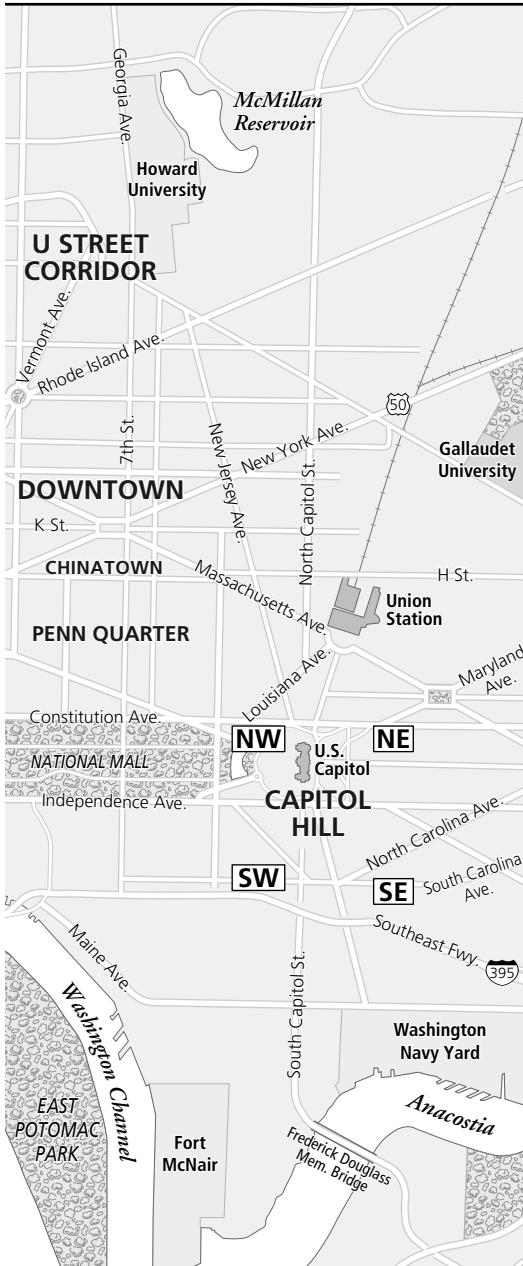 Georgia Ave.
McMillan
Reservoir
Howard
University
U STREET
CORRIDOR
Vermont Ave.
Rhode Island Ave.
50
7th St.
New Jersey Ave.
New York Ave.
North Capitol St.
Gallaudet
University
DOWNTOWN
K St.
CHINATOWN
Massachusetts Ave.
H St.
Union
Station
PENN QUARTER
Louisiana Ave.
Maryland
Ave.
Constitution Ave.
NW
NE
NATIONAL MALL
U.S.
Capitol
Independence Ave.
CAPITOL
HILL
North Carolina Ave.
SW
SE
South Carolina
Ave.
Southeast Fwy.
395
Maine Ave.
South Capitol St.
Washington Channel
Washington
Navy Yard
EAST
POTOMAC
PARK
Fort
McNair
Anacostia
Frederick Douglass
Mem. Bridge